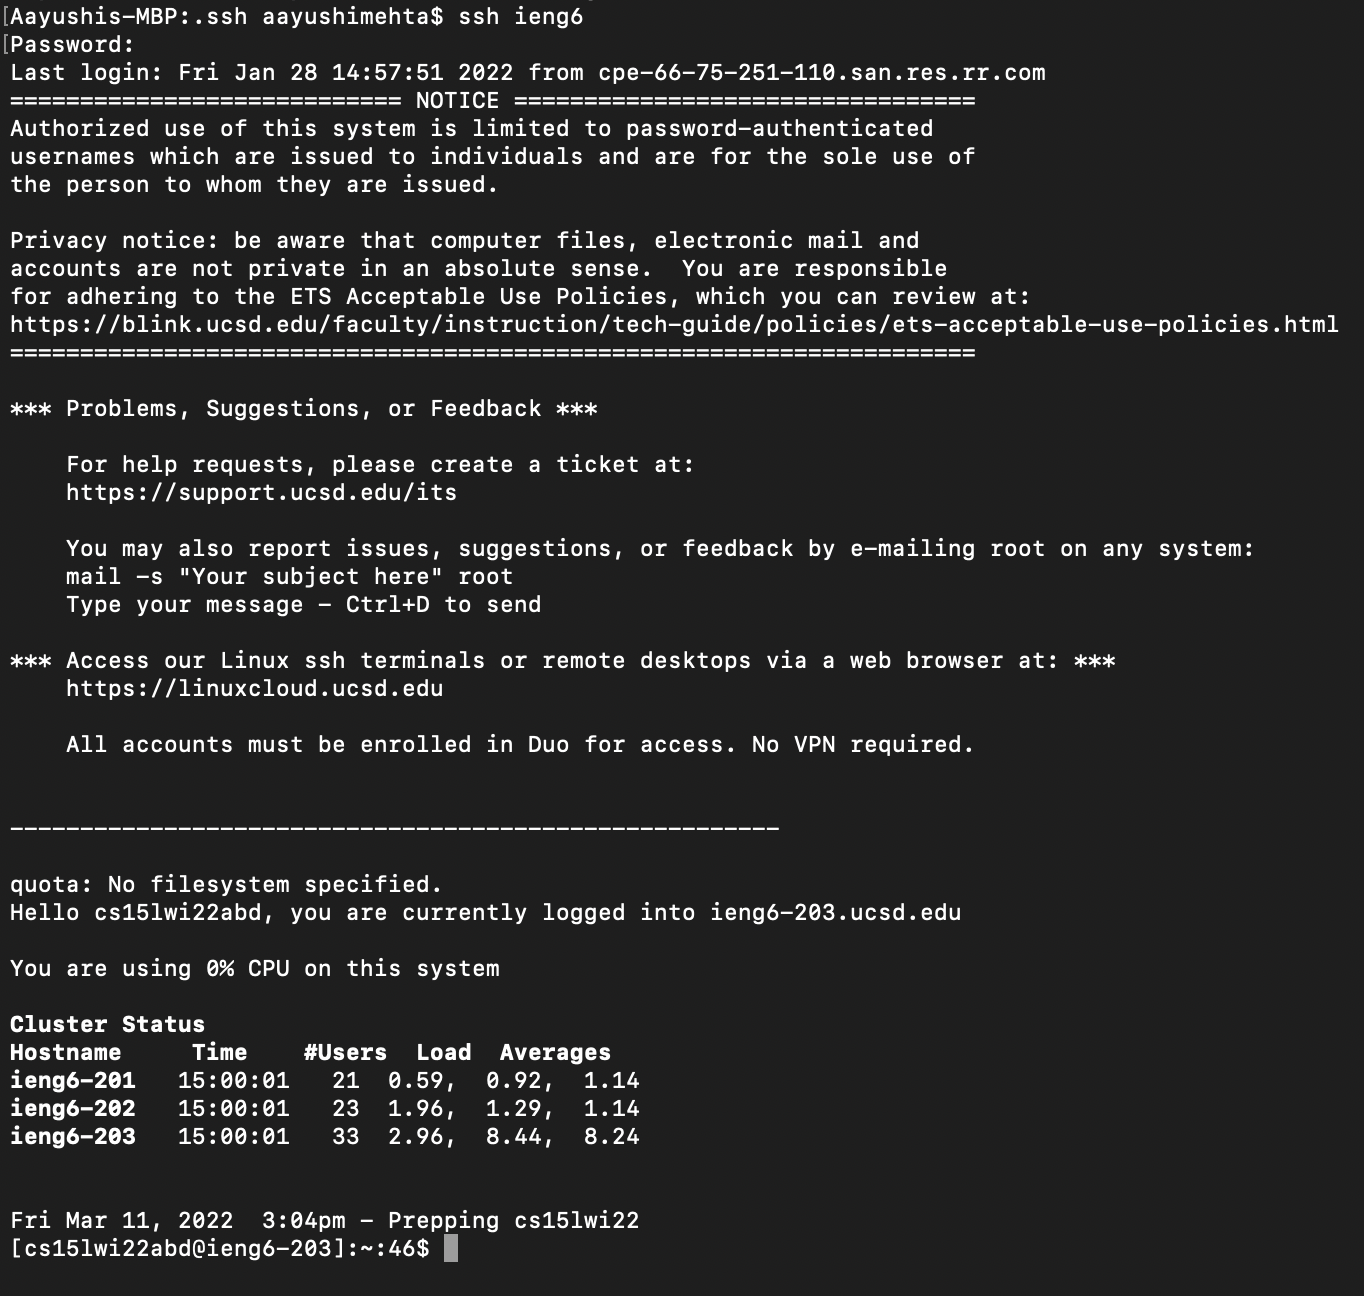 [Aayushis-MBP:.ssh aayushimehta$ ssh ieng6
[Password:
Last login: Fri Jan 28 14:57:51 2022 from cpe-66-75-251-110.san.res.rr.com
============================ NOTICE =================================
Authorized use of this system is limited to password-authenticated
usernames which are issued to individuals and are for the sole use of
the person to whom they are issued.

Privacy notice: be aware that computer files, electronic mail and
accounts are not private in an absolute sense.  You are responsible
for adhering to the ETS Acceptable Use Policies, which you can review at:
https://blink.ucsd.edu/faculty/instruction/tech-guide/policies/ets-acceptable-use-policies.html
=====================================================================

*** Problems, Suggestions, or Feedback ***

    For help requests, please create a ticket at:
    https://support.ucsd.edu/its

    You may also report issues, suggestions, or feedback by e-mailing root on any system:
    mail -s "Your subject here" root
    Type your message - Ctrl+D to send

*** Access our Linux ssh terminals or remote desktops via a web browser at: ***
    https://linuxcloud.ucsd.edu

    All accounts must be enrolled in Duo for access. No VPN required.

-------------------------------------------------------

quota: No filesystem specified.
Hello cs15lwi22abd, you are currently logged into ieng6-203.ucsd.edu

You are using 0% CPU on this system

Cluster Status
Hostname     Time    #Users  Load  Averages
ieng6-201   15:00:01   21  0.59,  0.92,  1.14
ieng6-202   15:00:01   23  1.96,  1.29,  1.14
ieng6-203   15:00:01   33  2.96,  8.44,  8.24

Fri Mar 11, 2022  3:04pm - Prepping cs15lwi22
[cs15lwi22abd@ieng6-203]:~:46$